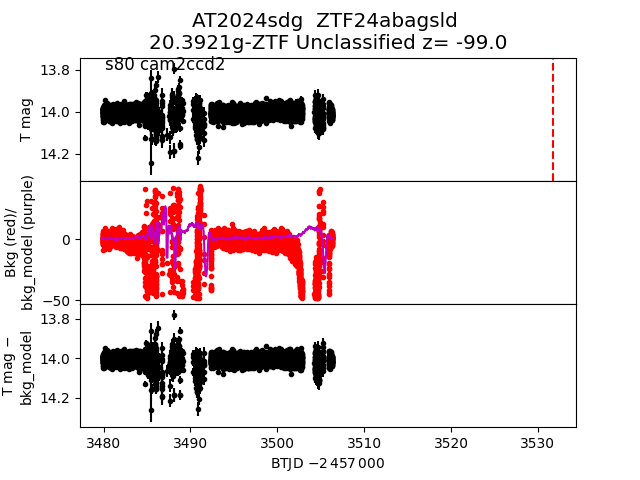 AT2024sdg  ZTF24abagsld
20.3921g-ZTF Unclassified z= -99.0
s80 cam2ccd2
13.8
14.0
14.2
T mag
0
−50
Bkg (red)/
bkg_model (purple)
13.8
14.0
14.2
T mag −
bkg_model
3480 3490 3500 3510 3520 3530
BTJD −2 457 000